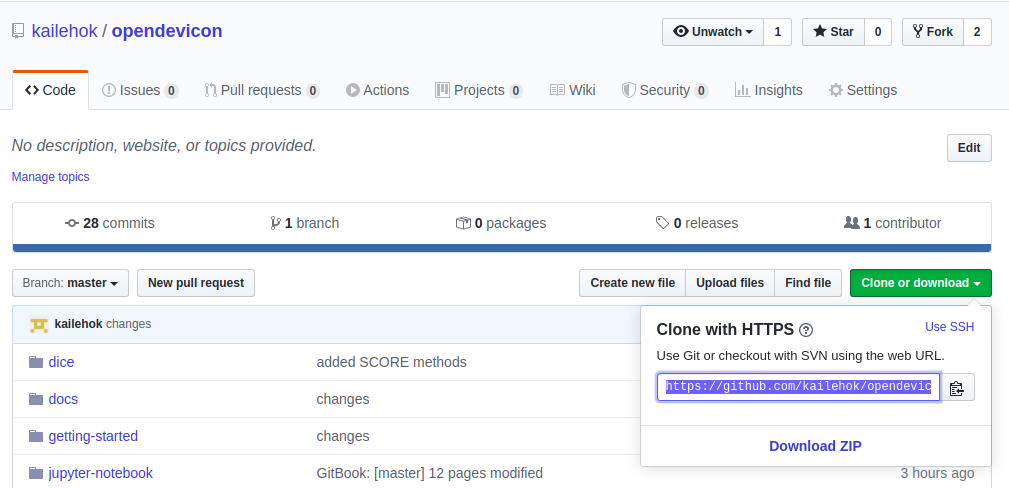 kailehok / opendevicon
Unwatch 1 Star 0 Fork 2
Code Issues 0 Pull requests 0 Actions Projects 0 Wiki Security 0 Insights Settings
No description, website, or topics provided.
Edit
Manage topics
28 commits 1 branch 0 packages 0 releases 1 contributor
Branch: master New pull request Create new file Upload files Find file Clone or download
kailehok changes
Clone with HTTPS ? Use SSH
Use Git or checkout with SVN using the web URL.
https://github.com/kailehok/opendevic
Download ZIP
dice added SCORE methods
docs changes
getting-started changes
jupyter-notebook GitBook: [master] 12 pages modified 3 hours ago